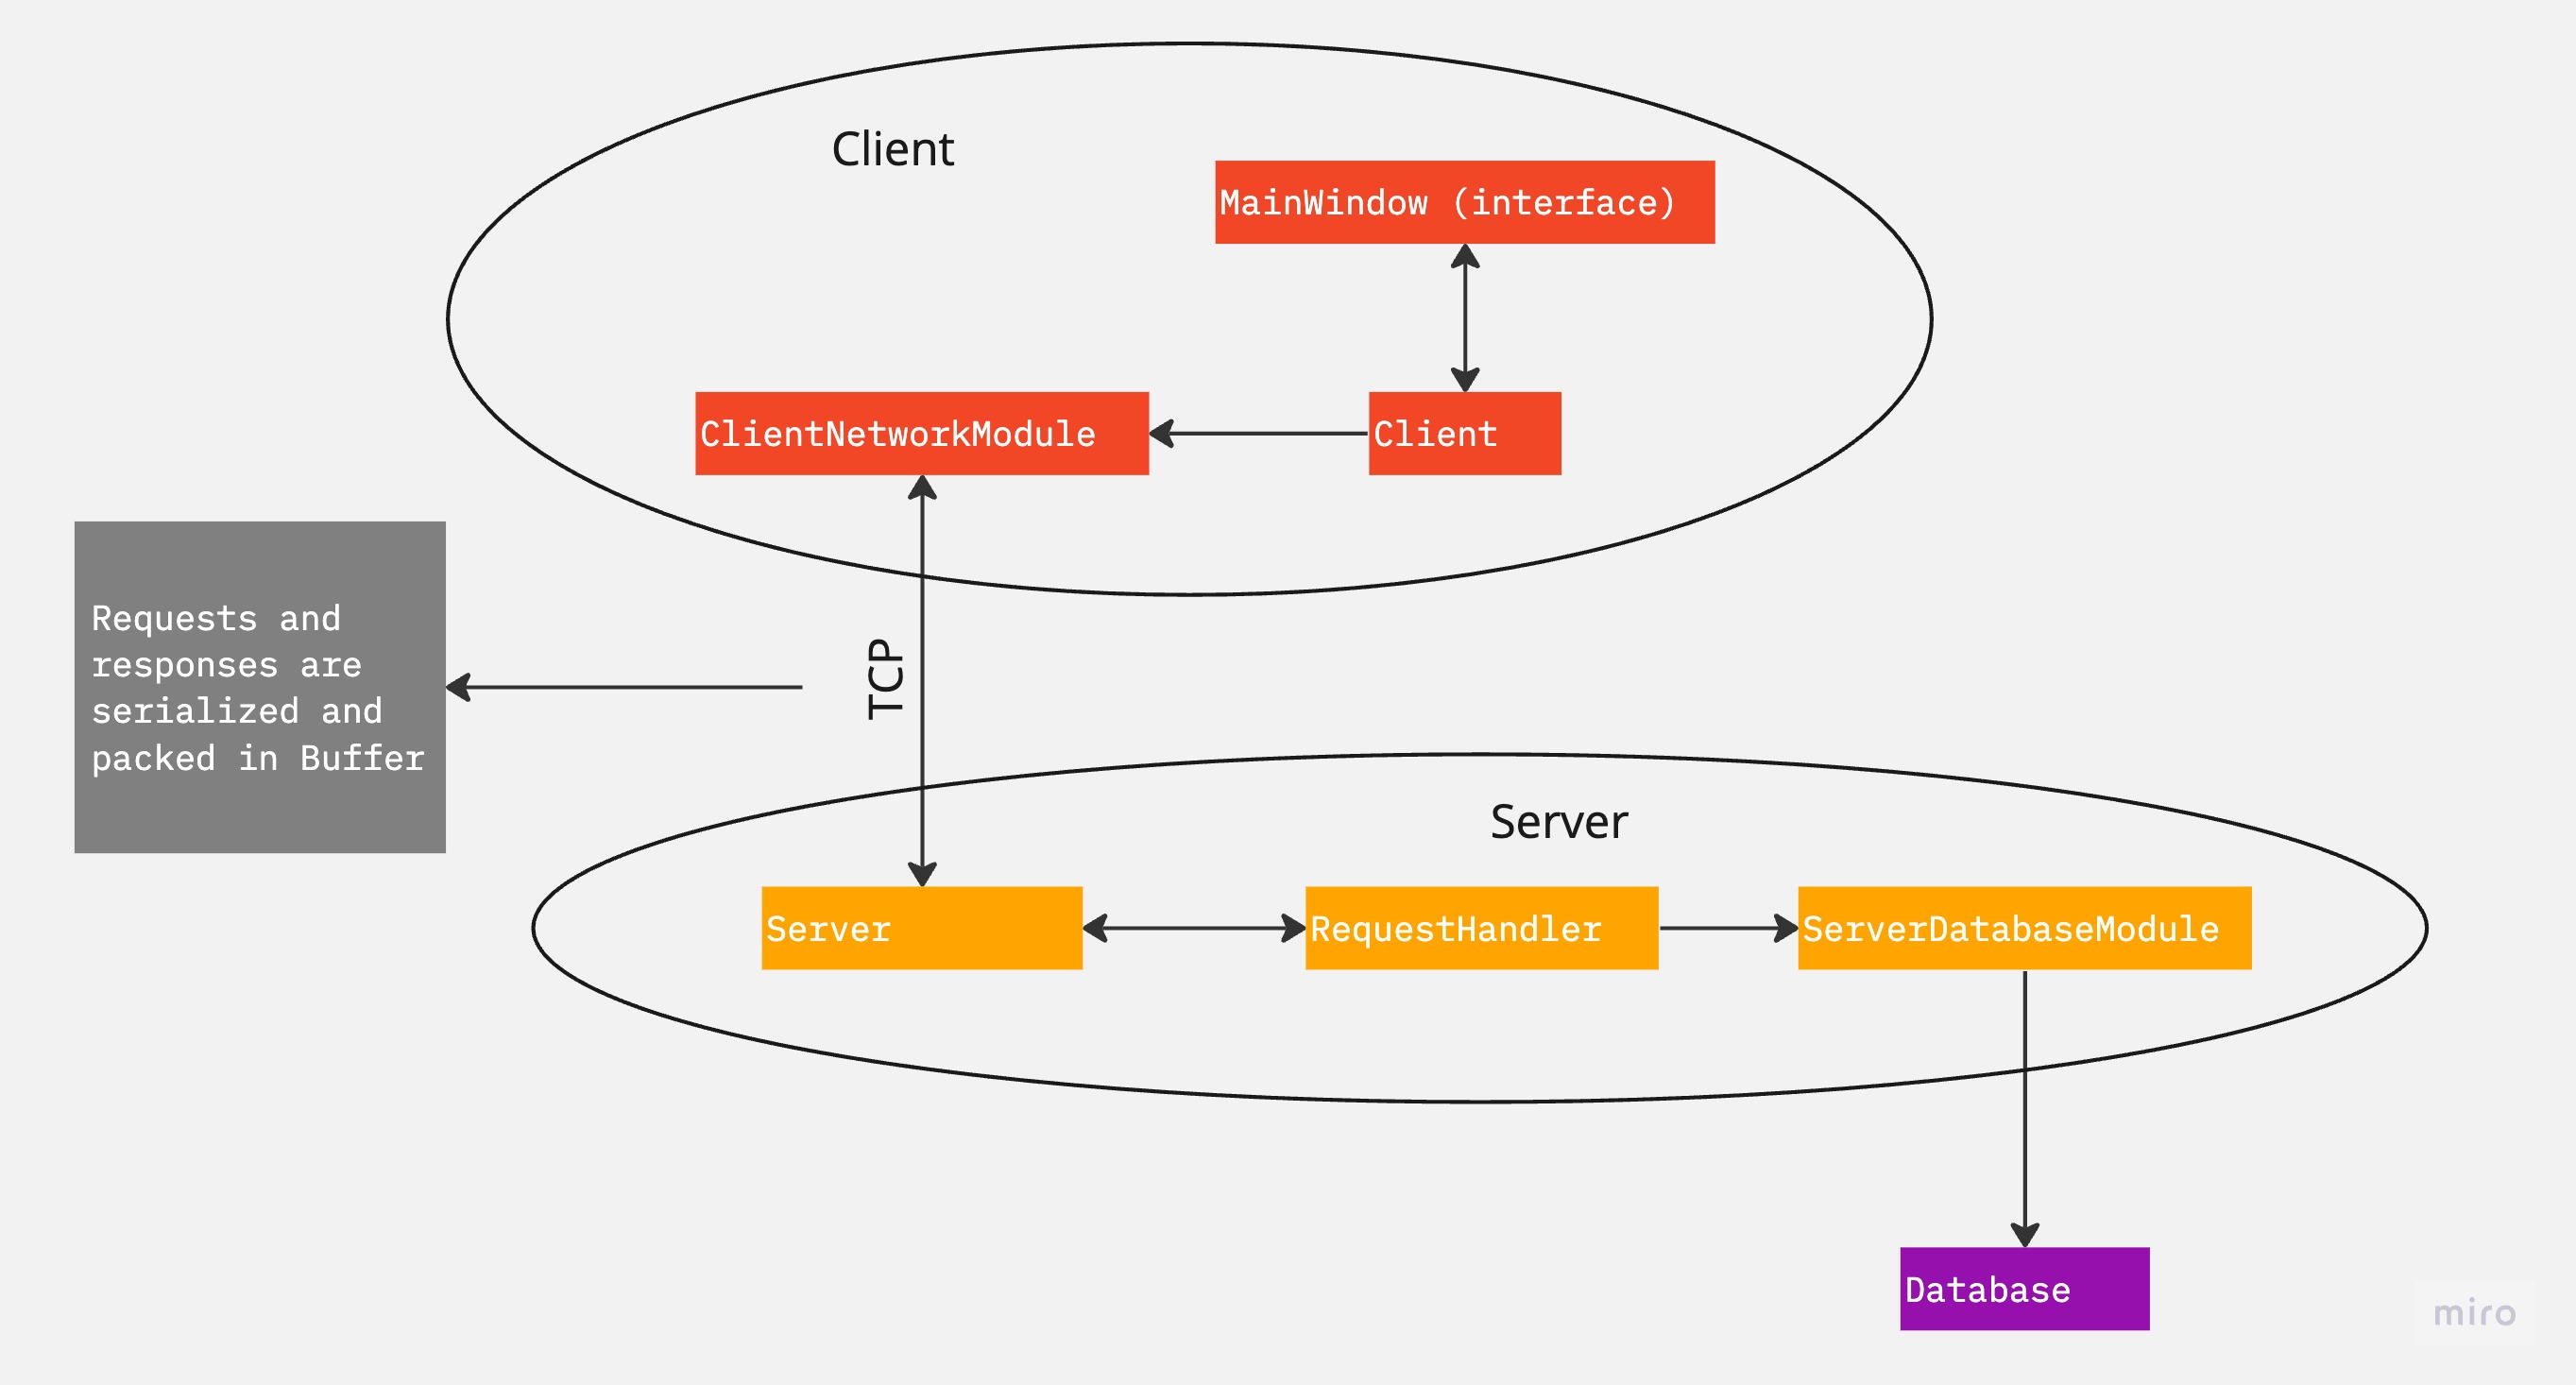 Client
MainWindow (interface)
ClientNetworkModule
Client
Requests and
responses are
serialized and
packed in Buffer
TCP
Server
Server
RequestHandler
ServerDatabaseModule
Database
miro